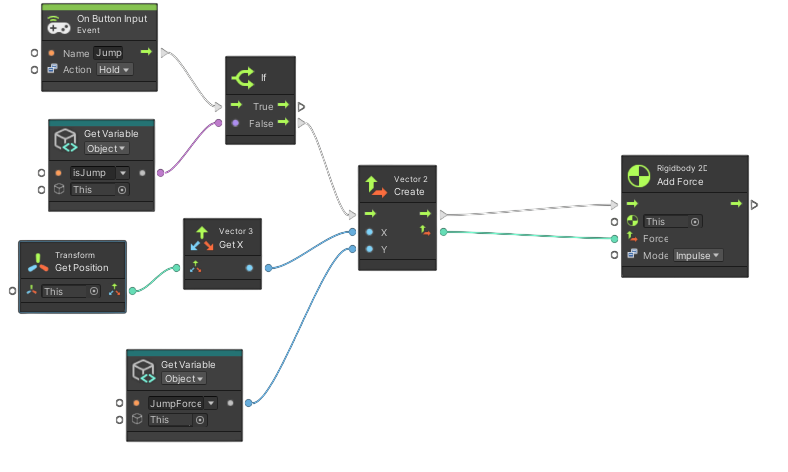 On Button Input
Event
Name Jump
Action Hold
If
True
False
Get Variable
Object
isJump
This
Vector 3
Get X
Transform
Get Position
This
Vector 2
Create
X
Y
Rigidbody 2D
Add Force
This
Force
Mode Impulse
Get Variable
Object
JumpForce
This